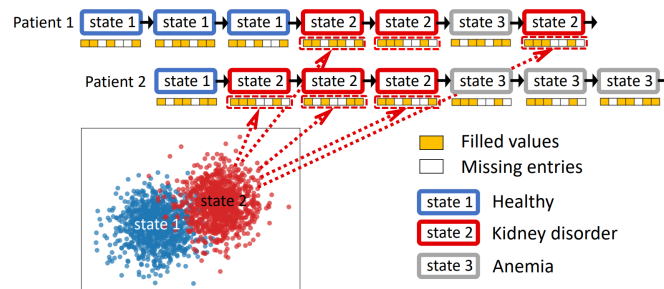 Patient 1 state 1 state 1 state 1 state 2 state 2 state 3 state 2
Patient 2 state 1 state 2 state 2 state 2 state 3 state 3 state 3
Filled values
Missing entries
state 1 Healthy
state 2 Kidney disorder
state 3 Anemia
state 2
state 1